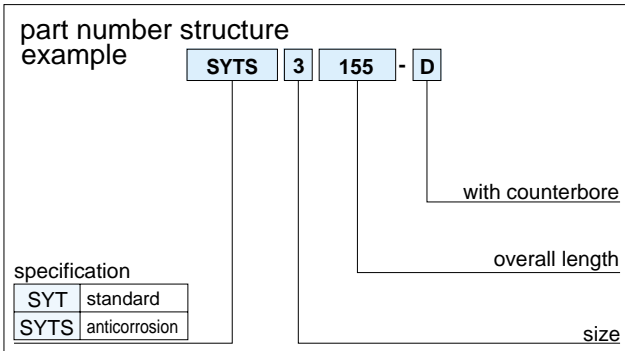 part number structure
example
SYTS 3 155 - D
with counterbore
overall length
specification
SYT standard
SYTS anticorrosion
size